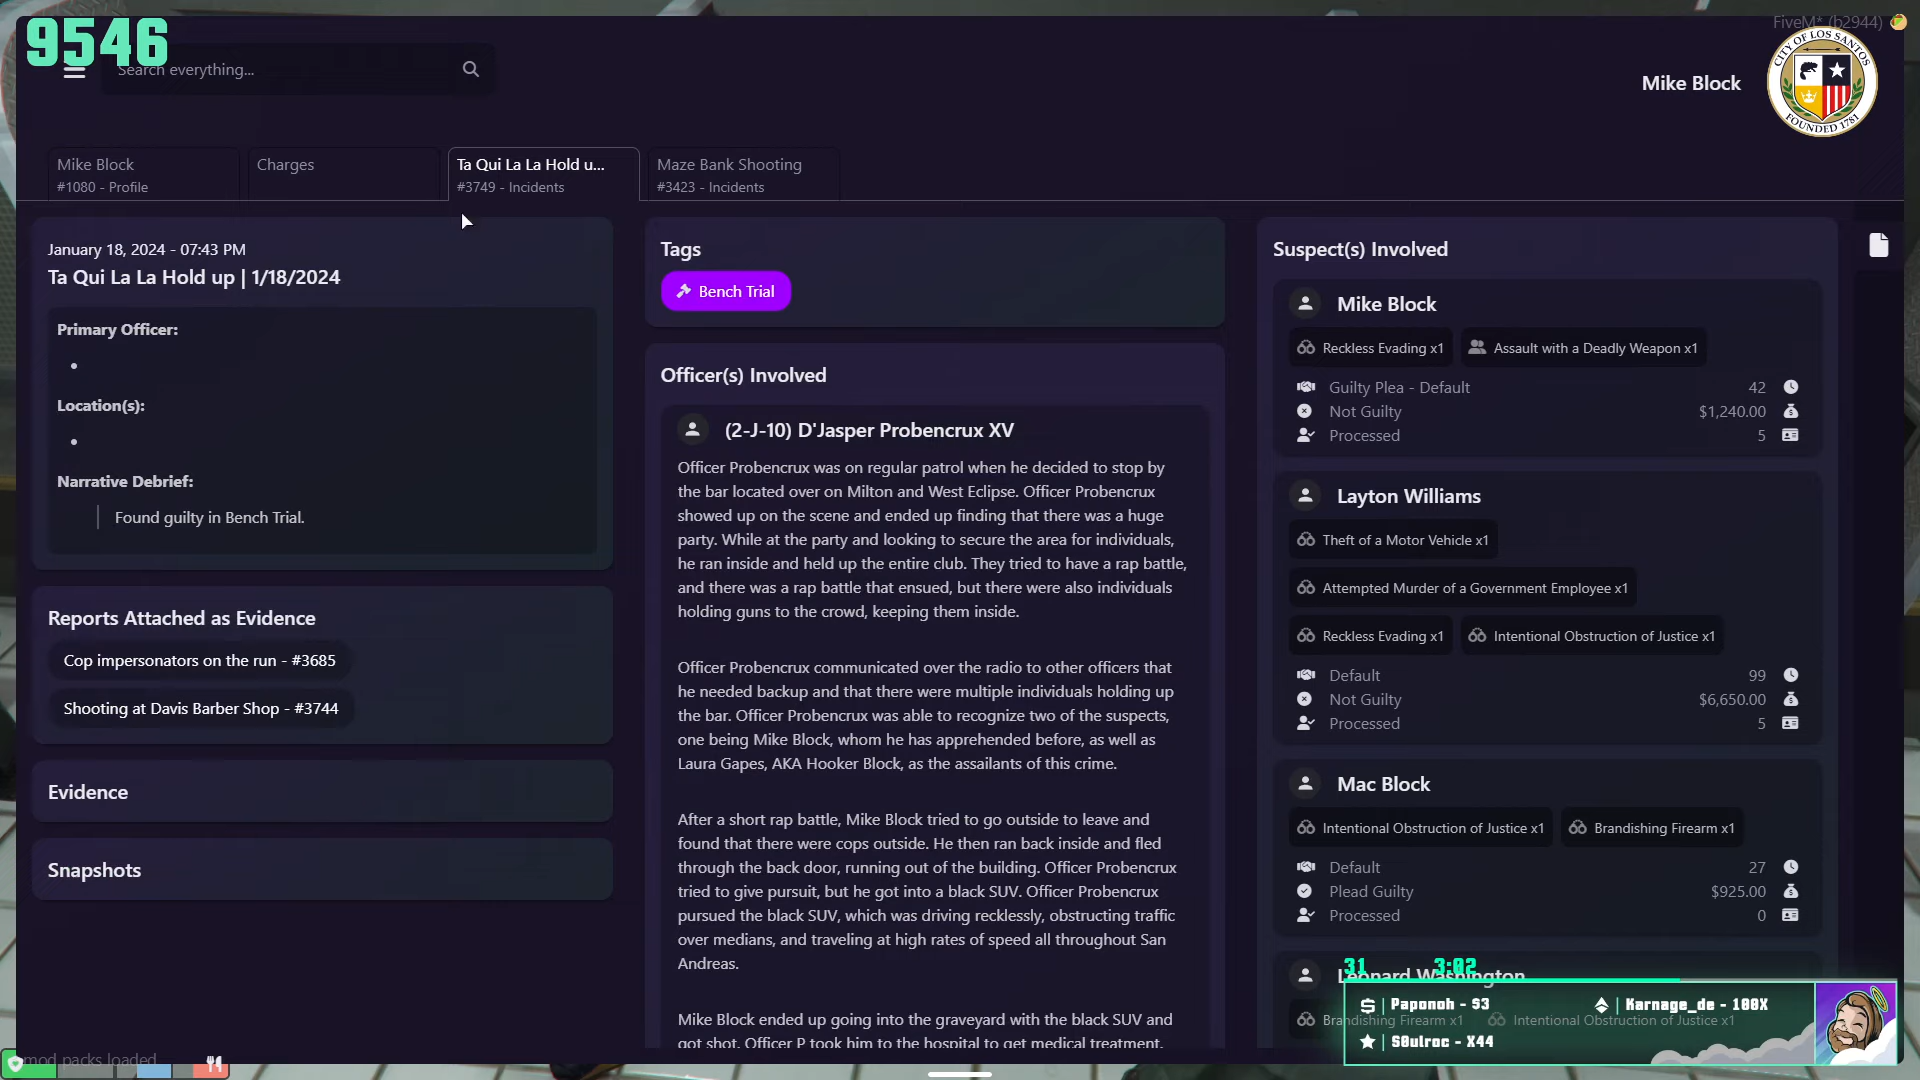 9546
FiveM* (b2944)
Search everything...
Mike Block
CITY OF LOS SANTOS
FOUNDED 1781
Mike Block
#1080 - Profile
Charges
Ta Qui La La Hold u...
#3749 - Incidents
Maze Bank Shooting
#3423 - Incidents
January 18, 2024 - 07:43 PM
Ta Qui La La Hold up | 1/18/2024
Primary Officer:
Location(s):
Narrative Debrief:
Found guilty in Bench Trial.
Reports Attached as Evidence
Cop impersonators on the run - #3685
Shooting at Davis Barber Shop - #3744
Evidence
Snapshots
Tags
Bench Trial
Officer(s) Involved
(2-J-10) D'Jasper Probencrux XV
Officer Probencrux was on regular patrol when he decided to stop by
the bar located over on Milton and West Eclipse. Officer Probencrux
showed up on the scene and ended up finding that there was a huge
party. While at the party and looking to secure the area for individuals,
he ran inside and held up the entire club. They tried to have a rap battle,
and there was a rap battle that ensued, but there were also individuals
holding guns to the crowd, keeping them inside.
Officer Probencrux communicated over the radio to other officers that
he needed backup and that there were multiple individuals holding up
the bar. Officer Probencrux was able to recognize two of the suspects,
one being Mike Block, whom he has apprehended before, as well as
Laura Gapes, AKA Hooker Block, as the assailants of this crime.
After a short rap battle, Mike Block tried to go outside to leave and
found that there were cops outside. He then ran back inside and fled
through the back door, running out of the building. Officer Probencrux
tried to give pursuit, but he got into a black SUV. Officer Probencrux
pursued the black SUV, which was driving recklessly, obstructing traffic
over medians, and traveling at high rates of speed all throughout San
Andreas.
Mike Block ended up going into the graveyard with the black SUV and
got shot. Officer P took him to the hospital to get medical treatment.
Suspect(s) Involved
Mike Block
Reckless Evading x1
Assault with a Deadly Weapon x1
Guilty Plea - Default 42
Not Guilty $1,240.00
Processed 5
Layton Williams
Theft of a Motor Vehicle x1
Attempted Murder of a Government Employee x1
Reckless Evading x1
Intentional Obstruction of Justice x1
Default 99
Not Guilty $6,650.00
Processed 5
Mac Block
Intentional Obstruction of Justice x1
Brandishing Firearm x1
Default 27
Plead Guilty $925.00
Processed 0
Leonard Washington
Brandishing Firearm x1
Intentional Obstruction of Justice x1
31 3:02
Paponoh - $3
Karnage_de - 100X
S0ulroc - X44
mod packs loaded